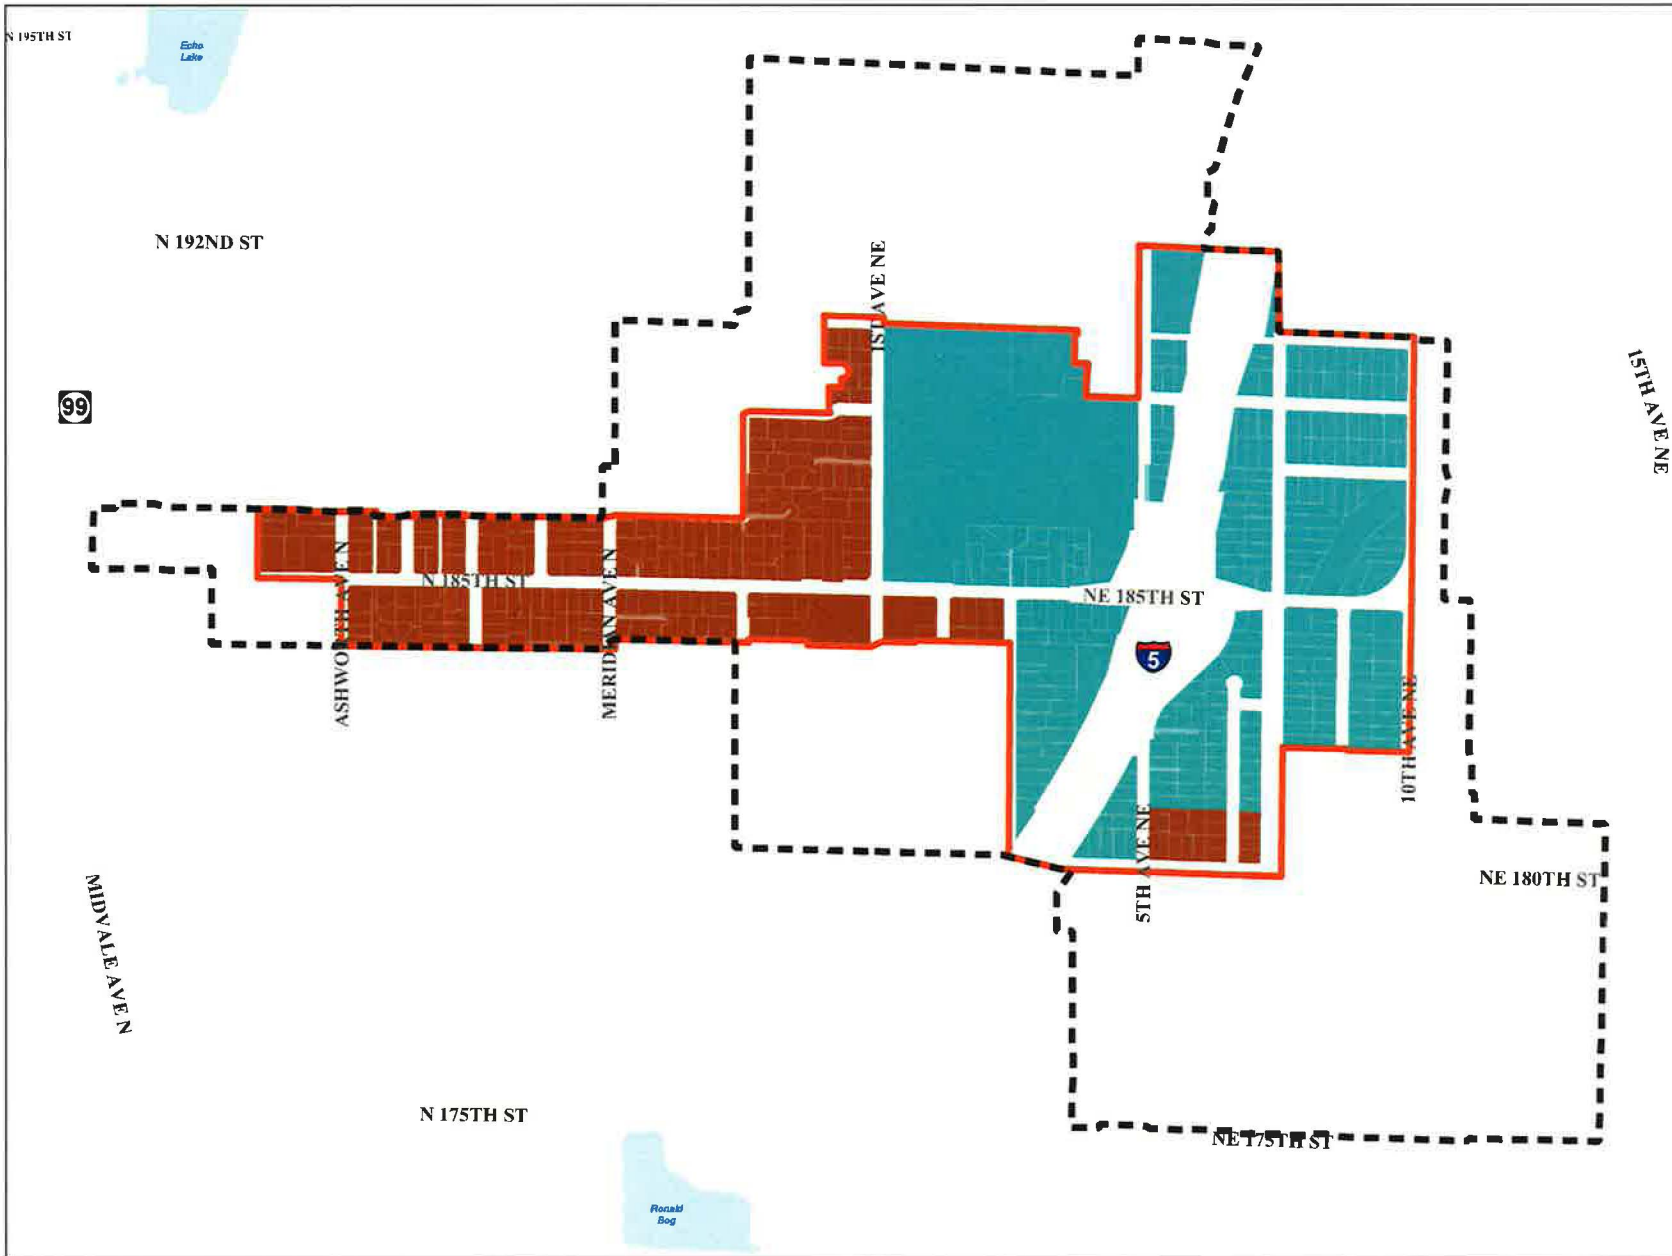 N 195TH ST
Echo
Lake
N 192ND ST
1ST AVE NE
15TH AVE NE
99
N 185TH ST
NE 185TH ST
5
ASHWORTH AVE N
MERIDIAN AVE N
10TH AVE NE
5TH AVE NE
NE 180TH ST
MIDVALE AVE N
N 175TH ST
NE 175TH ST
Ronald
Bog